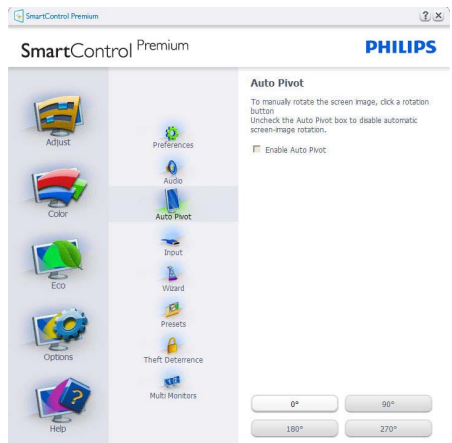 SmartControl Premium
? ×
SmartControl Premium
PHILIPS
Adjust
Color
Eco
Options
Help
Preferences
Audio
Auto Pivot
Input
Wizard
Presets
Theft Deterrence
Multi Monitors
Auto Pivot
To manually rotate the screen image, click a rotation
button
Uncheck the Auto Pivot box to disable automatic
screen-image rotation.
Enable Auto Pivot
0° 90°
180° 270°